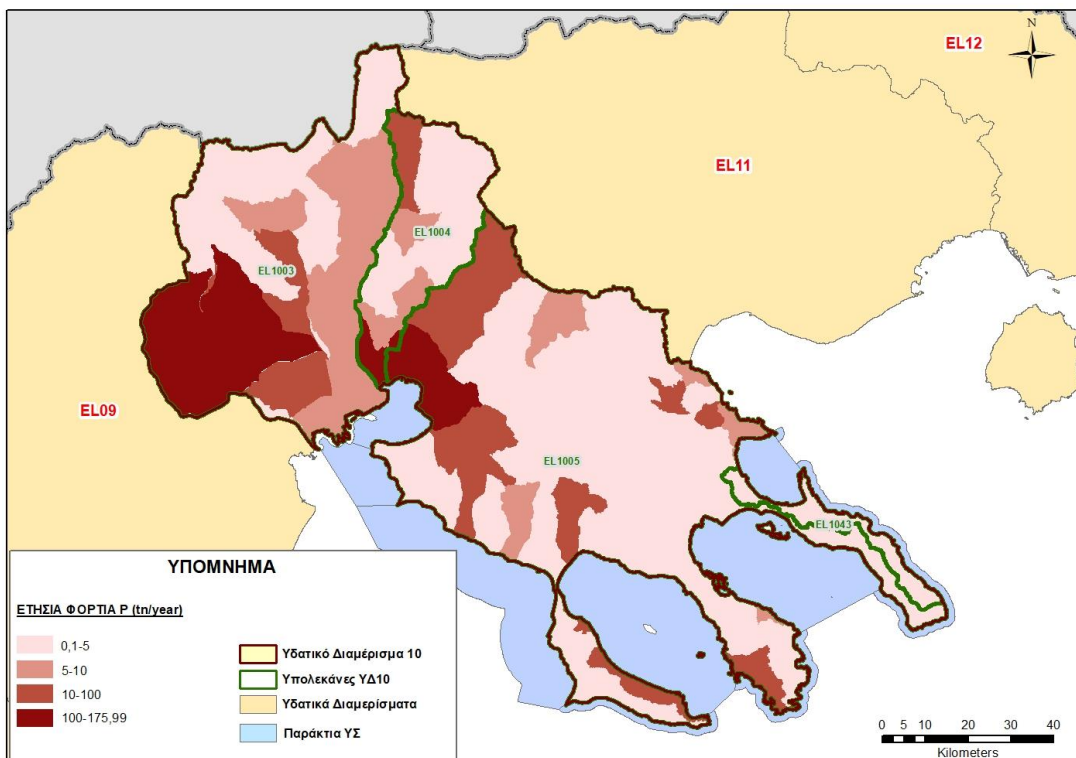 EL12
N
EL11
EL1004
EL1003
EL09
EL1005
EL1043
ΥΠΟΜΝΗΜΑ
ΕΤΗΣΙΑ ΦΟΡΤΙΑ P (tn/year)
0,1-5
5-10
10-100
100-175,99
Υδατικό Διαμέρισμα 10
Υπολεκάνες ΥΔ10
Υδατικά Διαμερίσματα
Παράκτια ΥΣ
0 5 10 20 30 40
Kilometers